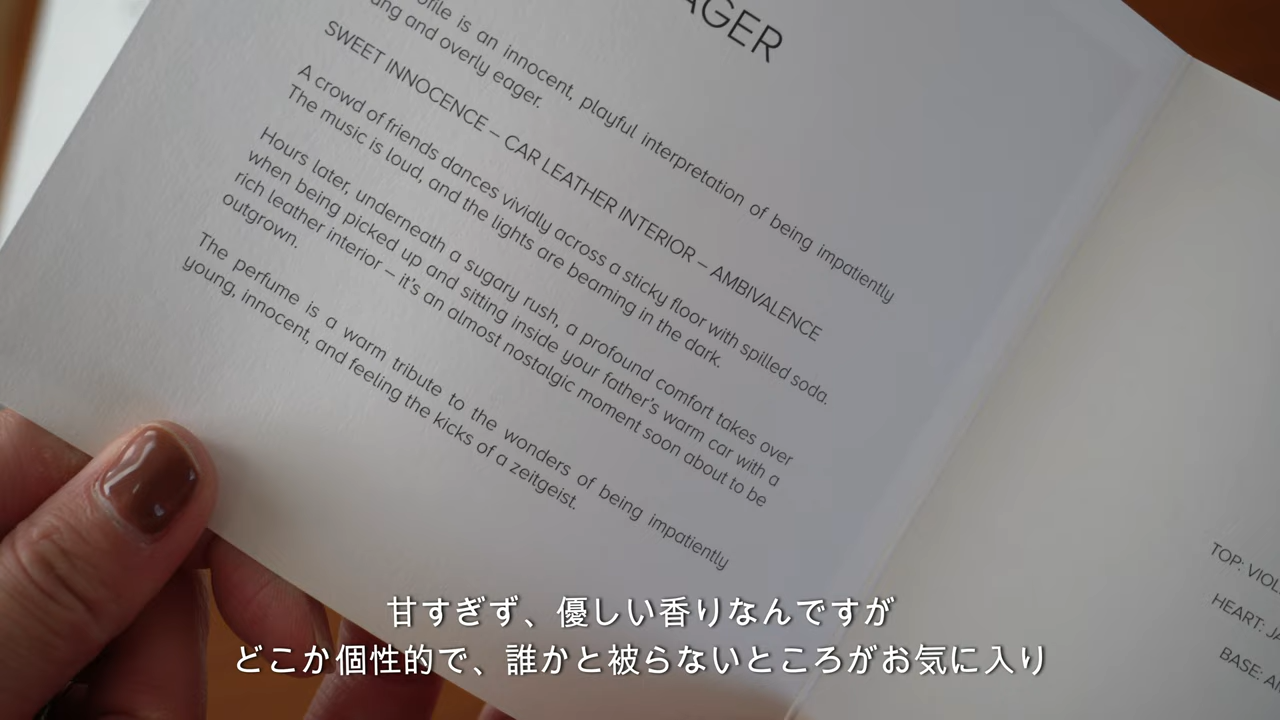 AGER
is an innocent, playful interpretation of being impatiently
and overly eager.
SWEET INNOCENCE – CAR LEATHER INTERIOR – AMBIVALENCE
A crowd of friends dances vividly across a sticky floor with spilled soda.
The music is loud, and the lights are beaming in the dark.
Hours later, underneath a sugary rush, a profound comfort takes over
when being picked up and sitting inside your father's warm car with a
rich leather interior – it's an almost nostalgic moment soon about to be
outgrown.
The perfume is a warm tribute to the wonders of being impatiently
young, innocent, and feeling the kicks of a zeitgeist.
TOP:
HEART:
BASE:
甘すぎず、優しい香りなんですが
どこか個性的で、誰かと被らないところがお気に入り